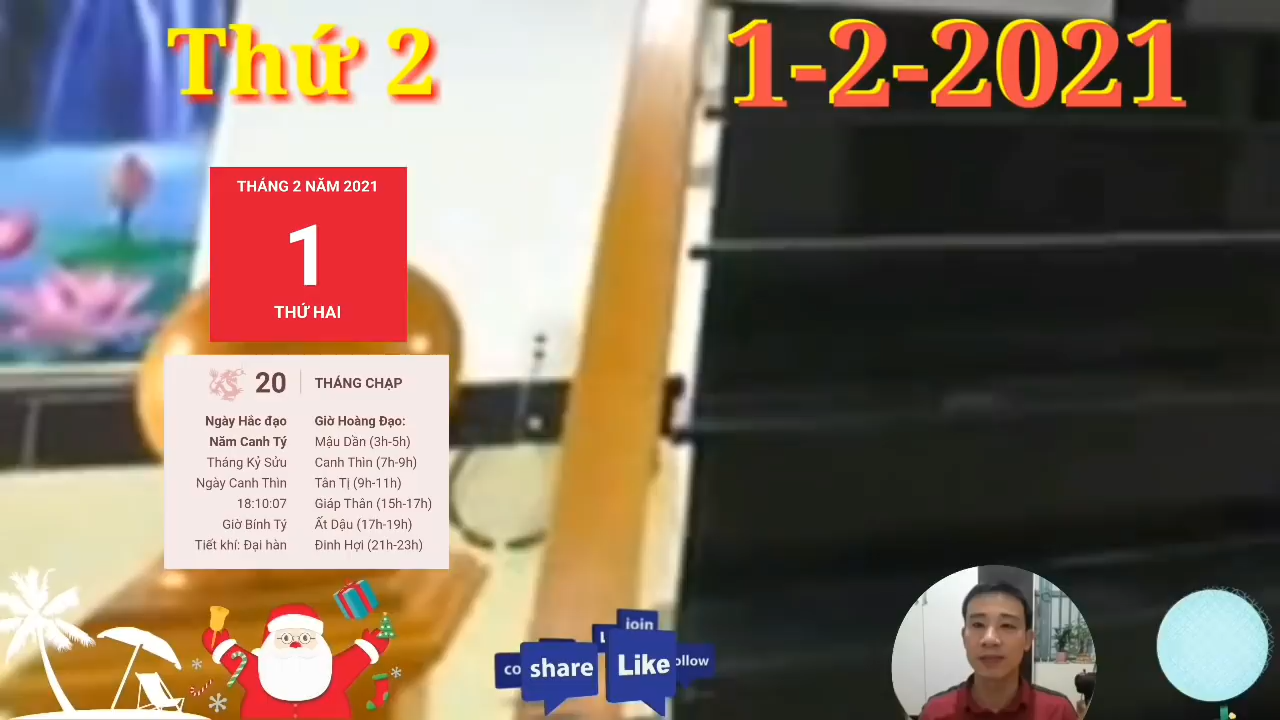 Thứ 2
1-2-2021
THÁNG 2 NĂM 2021
1
THỨ HAI
20
THÁNG CHẠP
Ngày Hắc đạo
Năm Canh Tý
Tháng Kỷ Sửu
Ngày Canh Thìn
18:10:07
Giờ Bính Tý
Tiết khí: Đại hàn
Giờ Hoàng Đạo:
Mậu Dần (3h-5h)
Canh Thìn (7h-9h)
Tân Tị (9h-11h)
Giáp Thân (15h-17h)
Ất Dậu (17h-19h)
Đinh Hợi (21h-23h)
join
co
share
Like
ollow